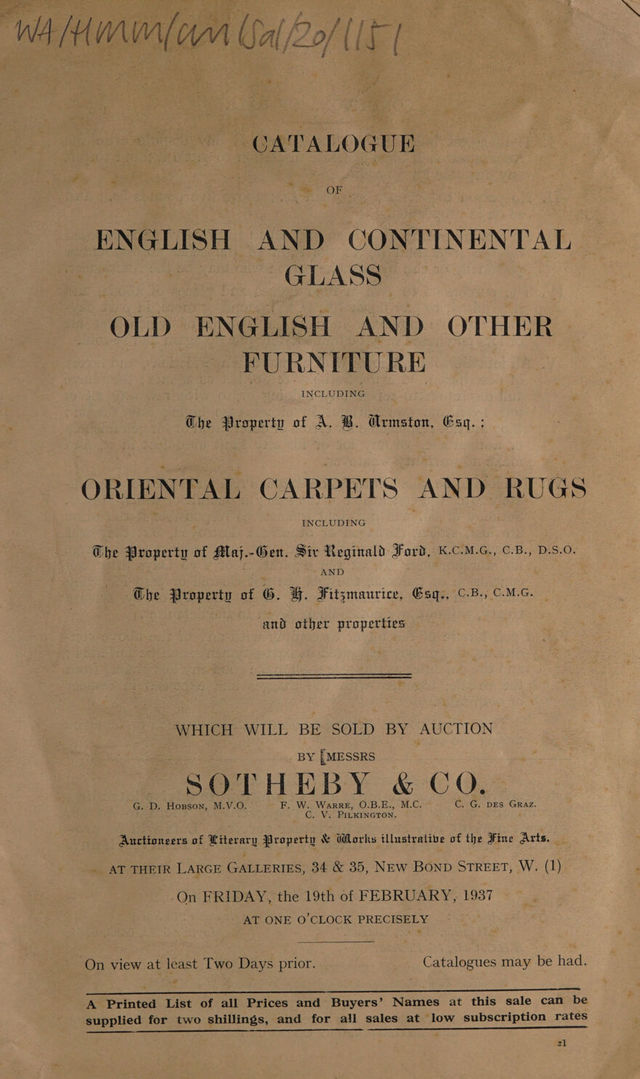 WA/HMM/CM/Sal/20/1151
CATALOGUE
OF
ENGLISH AND CONTINENTAL
GLASS
OLD ENGLISH AND OTHER
FURNITURE
INCLUDING
The Property of A. B. Urmston, Esq. :
ORIENTAL CARPETS AND RUGS
INCLUDING
The Property of Maj.-Gen. Sir Reginald Ford, K.C.M.G., C.B., D.S.O.
AND
The Property of G. H. Fitzmaurice, Esq., C.B., C.M.G.
and other properties
WHICH WILL BE SOLD BY AUCTION
BY MESSRS
SOTHEBY & CO.
G. D. Hobson, M.V.O. F. W. Warre, O.B.E., M.C. C. G. des Graz.
C. V. Pilkington.
Auctioneers of Literary Property & Works illustrative of the Fine Arts.
AT THEIR LARGE GALLERIES, 34 & 35, NEW BOND STREET, W. (1)
On FRIDAY, the 19th of FEBRUARY, 1937
AT ONE O'CLOCK PRECISELY
On view at least Two Days prior. Catalogues may be had.
A Printed List of all Prices and Buyers' Names at this sale can be
supplied for two shillings, and for all sales at low subscription rates